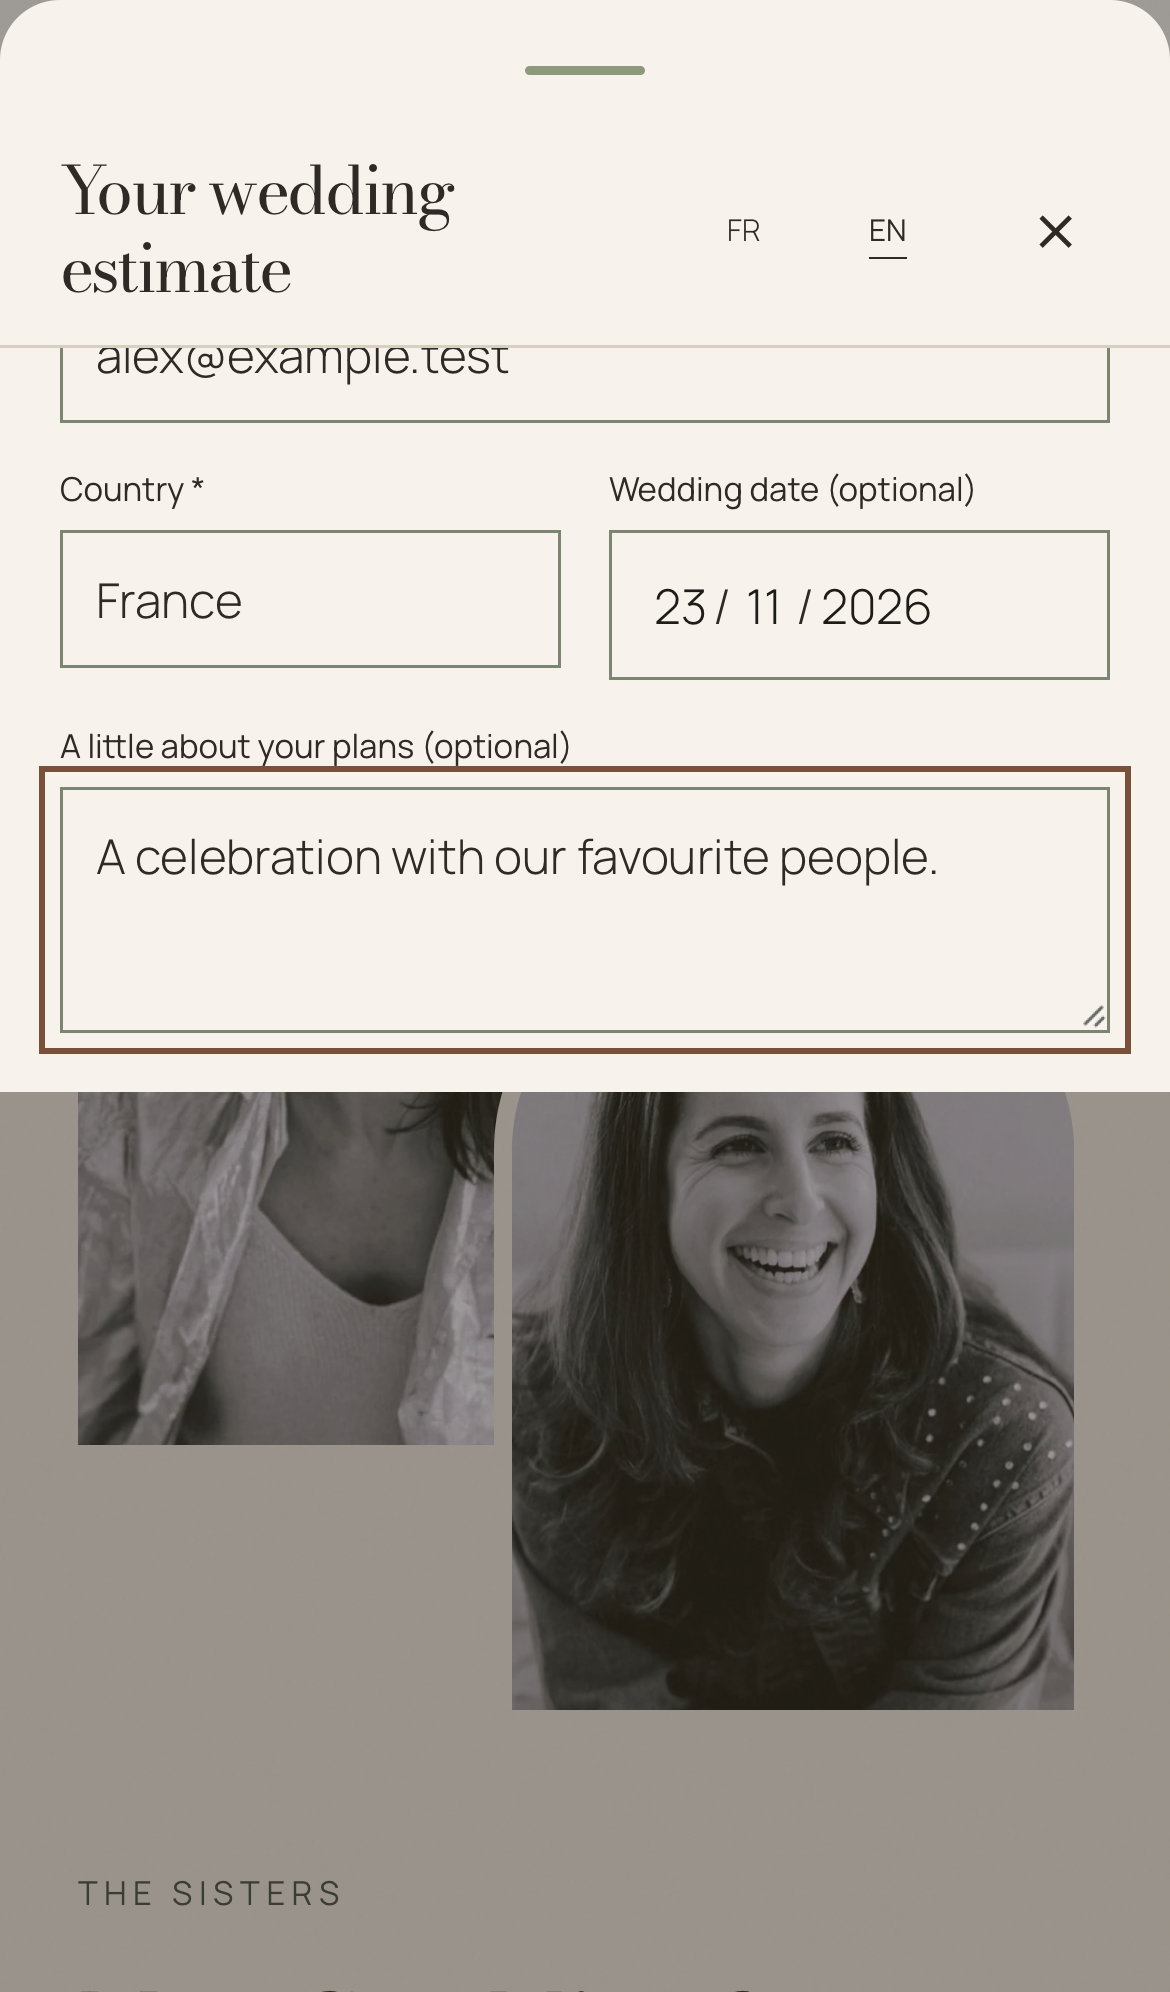 Your wedding
estimate
FR
EN
alex@example.test
Country *
Wedding date (optional)
France
23 / 11 / 2026
A little about your plans (optional)
A celebration with our favourite people.
THE SISTERS